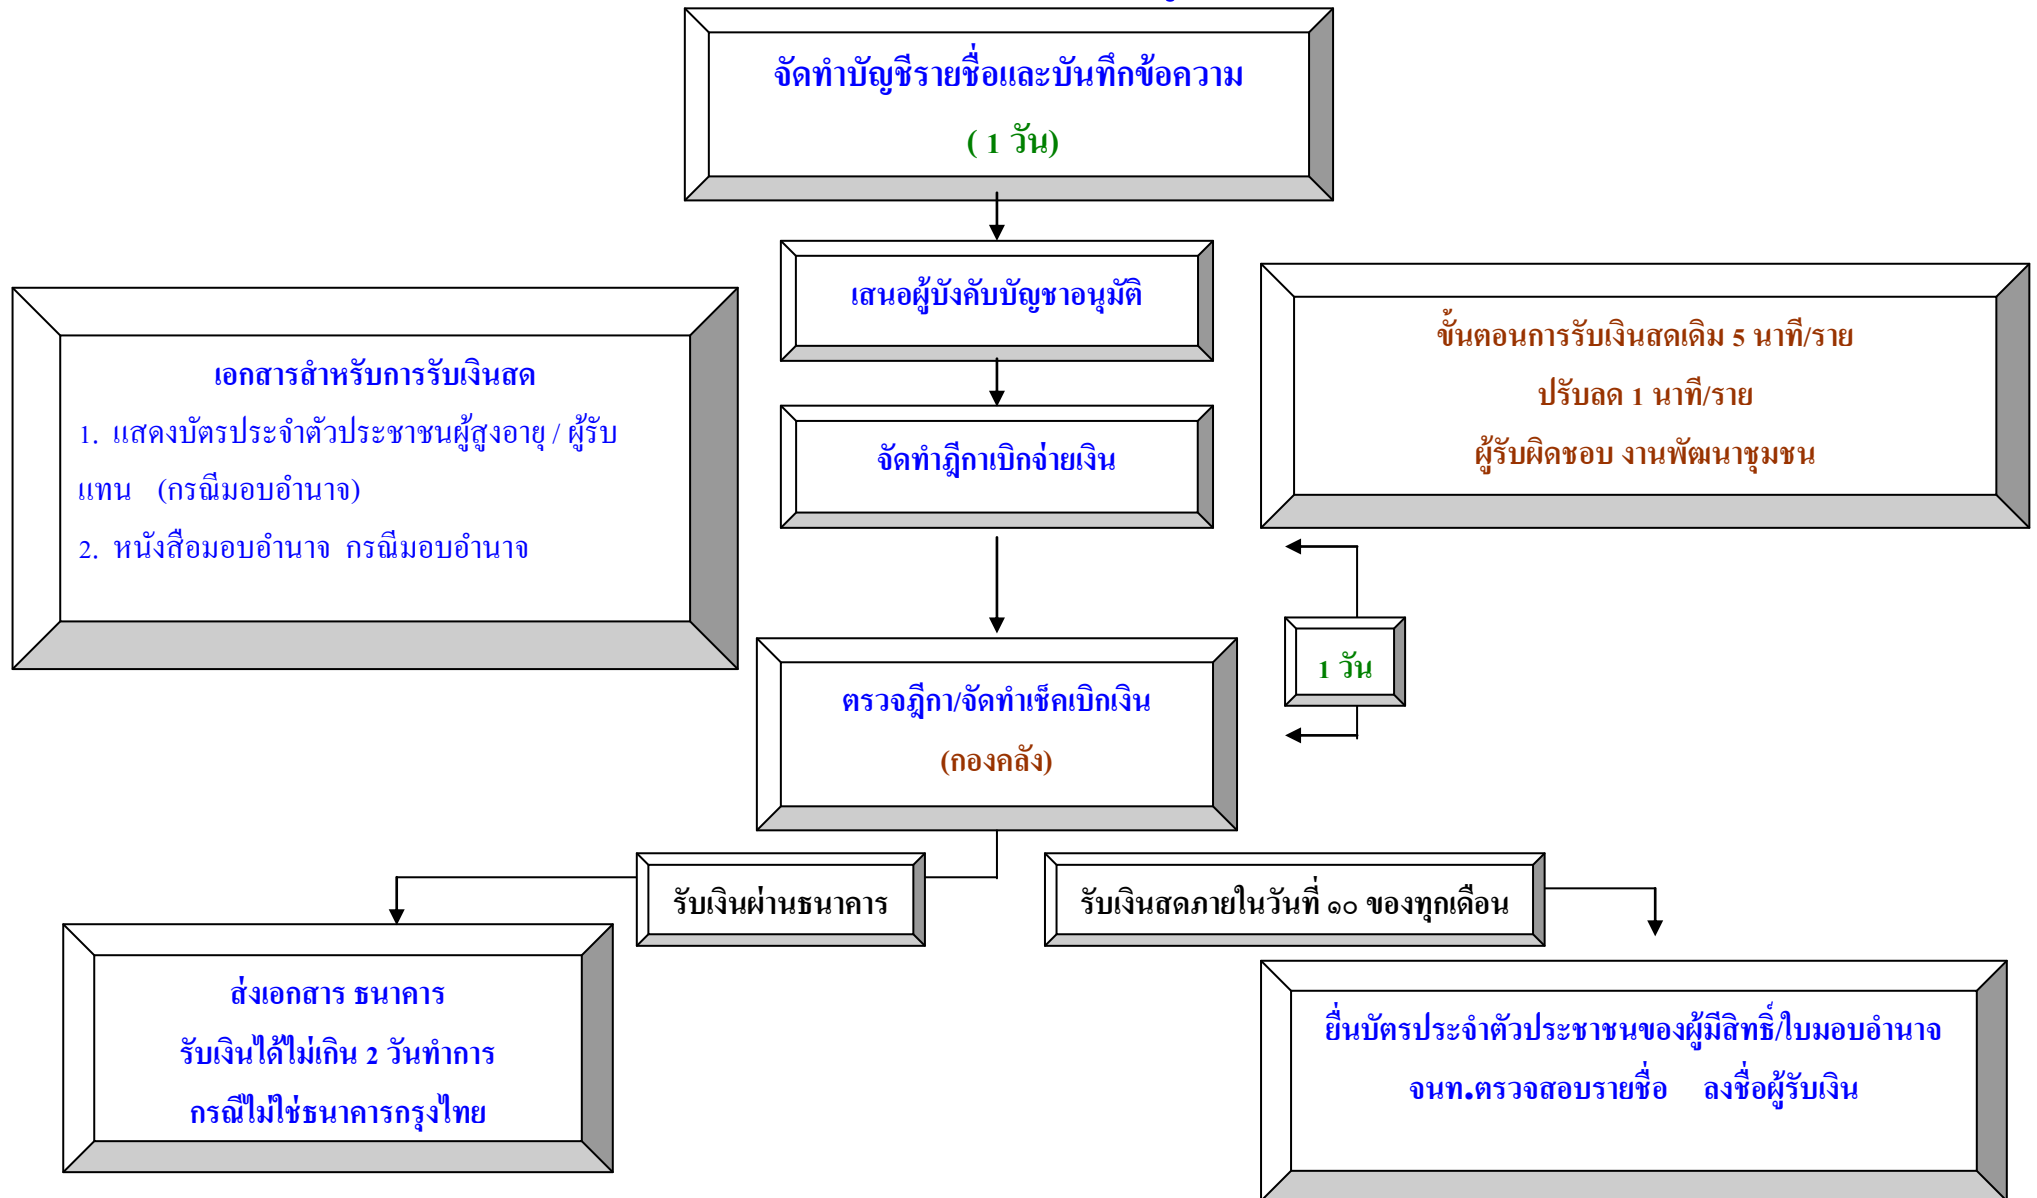 จัดทำบัญชีรายชื่อและบันทึกข้อความ
( 1 วัน)
เสนอผู้บังคับบัญชาอนุมัติ
เอกสารสำหรับการรับเงินสด
1. แสดงบัตรประจำตัวประชาชนผู้สูงอายุ / ผู้รับ
แทน (กรณีมอบอำนาจ)
2. หนังสือมอบอำนาจ กรณีมอบอำนาจ
จัดทำฎีกาเบิกจ่ายเงิน
ขั้นตอนการรับเงินสดเดิม 5 นาที/ราย
ปรับลด 1 นาที/ราย
ผู้รับผิดชอบ งานพัฒนาชุมชน
1 วัน
ตรวจฎีกา/จัดทำเช็คเบิกเงิน
(กองคลัง)
รับเงินผ่านธนาคาร
รับเงินสดภายในวันที่ ๑๐ ของทุกเดือน
ส่งเอกสาร ธนาคาร
รับเงินได้ไม่เกิน 2 วันทำการ
กรณีไม่ใช่ธนาคารกรุงไทย
ยื่นบัตรประจำตัวประชาชนของผู้มีสิทธิ์/ใบมอบอำนาจ
จนท.ตรวจสอบรายชื่อ ลงชื่อผู้รับเงิน